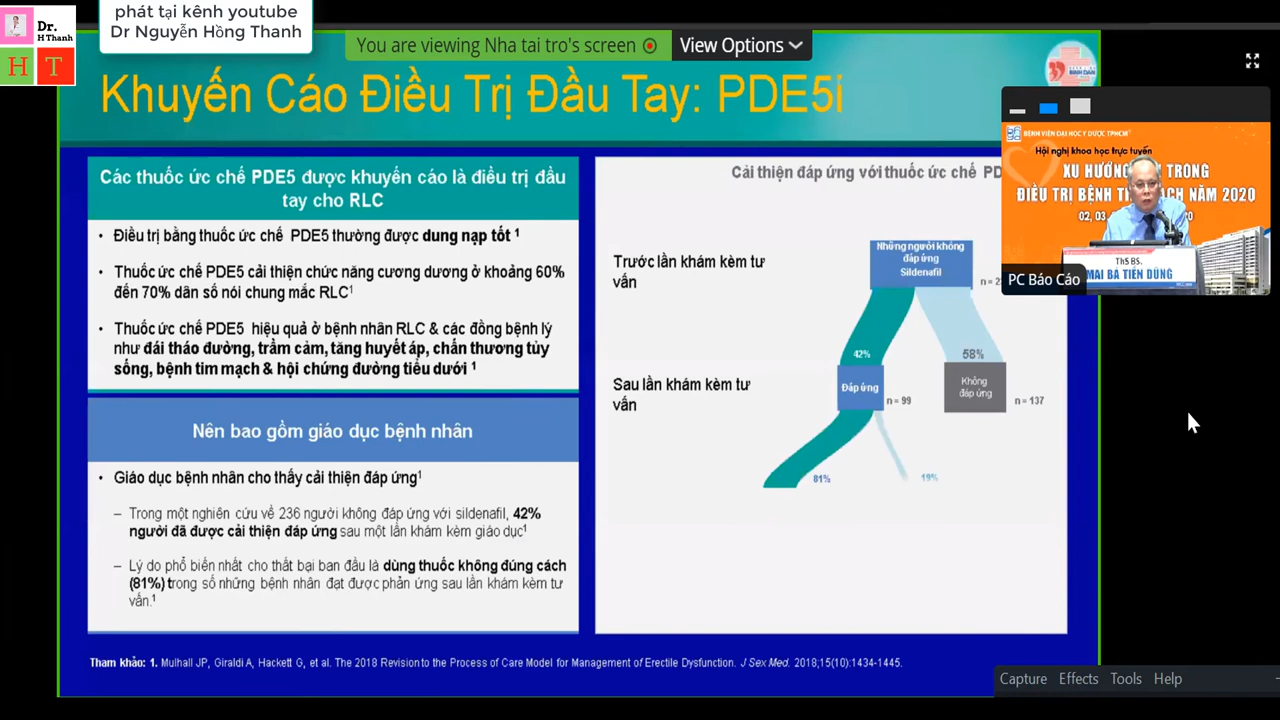 phát tại kênh youtube
Dr Nguyễn Hồng Thanh
Dr.
H Thanh
H T
You are viewing Nha tai tro's screen
View Options
Khuyến Cáo Điều Trị Đầu Tay: PDE5i
Các thuốc ức chế PDE5 được khuyến cáo là điều trị đầu
tay cho RLC
• Điều trị bằng thuốc ức chế PDE5 thường được dung nạp tốt 1
• Thuốc ức chế PDE5 cải thiện chức năng cương dương ở khoảng 60%
đến 70% dân số nói chung mắc RLC1
• Thuốc ức chế PDE5 hiệu quả ở bệnh nhân RLC & các đồng bệnh lý
như đái tháo đường, trầm cảm, tăng huyết áp, chấn thương tủy
sống, bệnh tim mạch & hội chứng đường tiểu dưới 1
Nên bao gồm giáo dục bệnh nhân
• Giáo dục bệnh nhân cho thấy cải thiện đáp ứng1
– Trong một nghiên cứu về 236 người không đáp ứng với sildenafil, 42%
người đã được cải thiện đáp ứng sau một lần khám kèm giáo dục1
– Lý do phổ biến nhất cho thất bại ban đầu là dùng thuốc không đúng cách
(81%) trong số những bệnh nhân đạt được phản ứng sau lần khám kèm tư
vấn.1
Cải thiện đáp ứng với thuốc ức chế PD
Trước lần khám kèm tư
vấn
Những người không
đáp ứng
Sildenafil
n = 2
42%
58%
Sau lần khám kèm tư
vấn
Đáp ứng
n = 99
Không
đáp ứng
n = 137
81%
19%
Tham khảo: 1. Mulhall JP, Giraldi A, Hackett G, et al. The 2018 Revision to the Process of Care Model for Management of Erectile Dysfunction. J Sex Med. 2018;15(10):1434-1445.
BỆNH VIỆN ĐẠI HỌC Y DƯỢC TPHCM
Hội nghị khoa học trực tuyến
XU HƯỚNG TRONG
ĐIỀU TRỊ BỆNH NĂM 2020
02, 03
ThS BS.
MAI BÁ TIẾN DŨNG
PC Báo Cáo
BÌNH DÂN
Capture Effects Tools Help